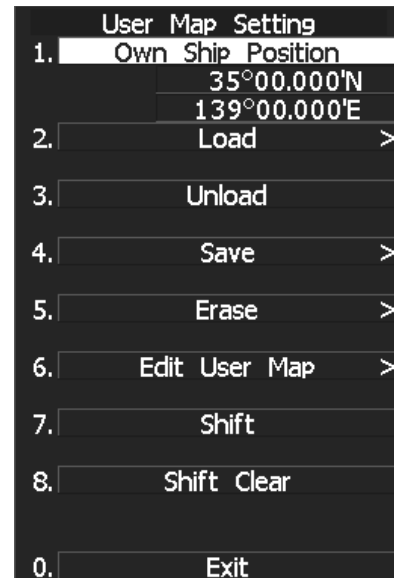 User Map Setting
1. Own Ship Position
35°00.000'N
139°00.000'E
2. Load >
3. Unload
4. Save >
5. Erase >
6. Edit User Map >
7. Shift
8. Shift Clear
0. Exit